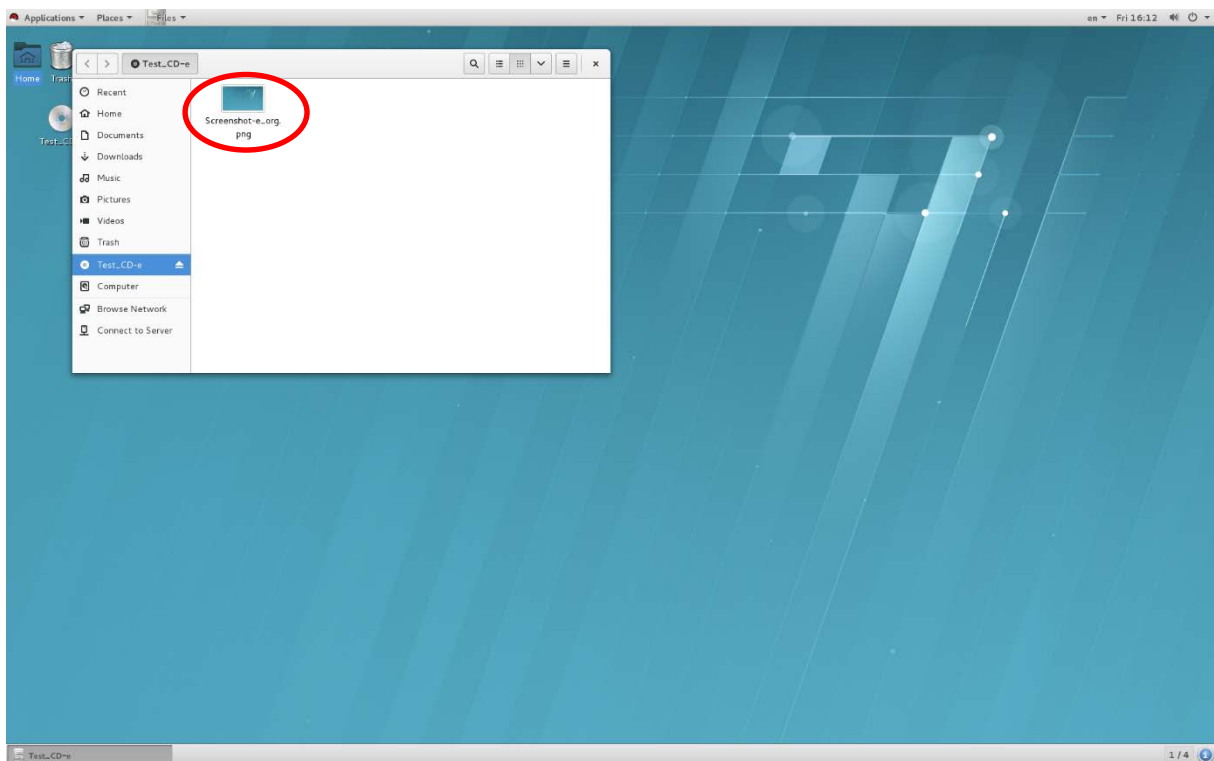 Applications Places Files en Fri 16:12
Home Trash
Test_CD-e
Recent
Home
Documents
Downloads
Music
Pictures
Videos
Trash
Test_CD-e
Computer
Browse Network
Connect to Server
Screenshot-e_org.
png
Test_CD-e 1 / 4